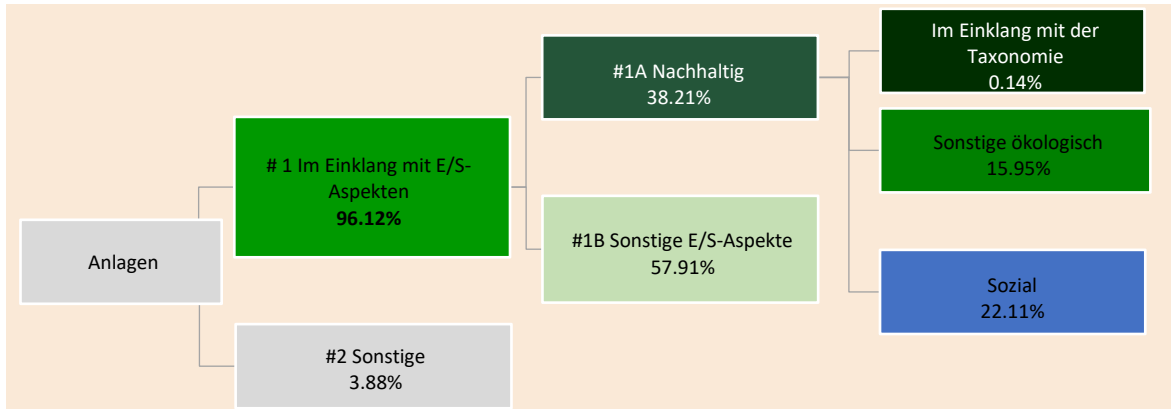 Anlagen
# 1 Im Einklang mit E/S-
Aspekten
96.12%
#2 Sonstige
3.88%
#1A Nachhaltig
38.21%
#1B Sonstige E/S-Aspekte
57.91%
Im Einklang mit der
Taxonomie
0.14%
Sonstige ökologisch
15.95%
Sozial
22.11%